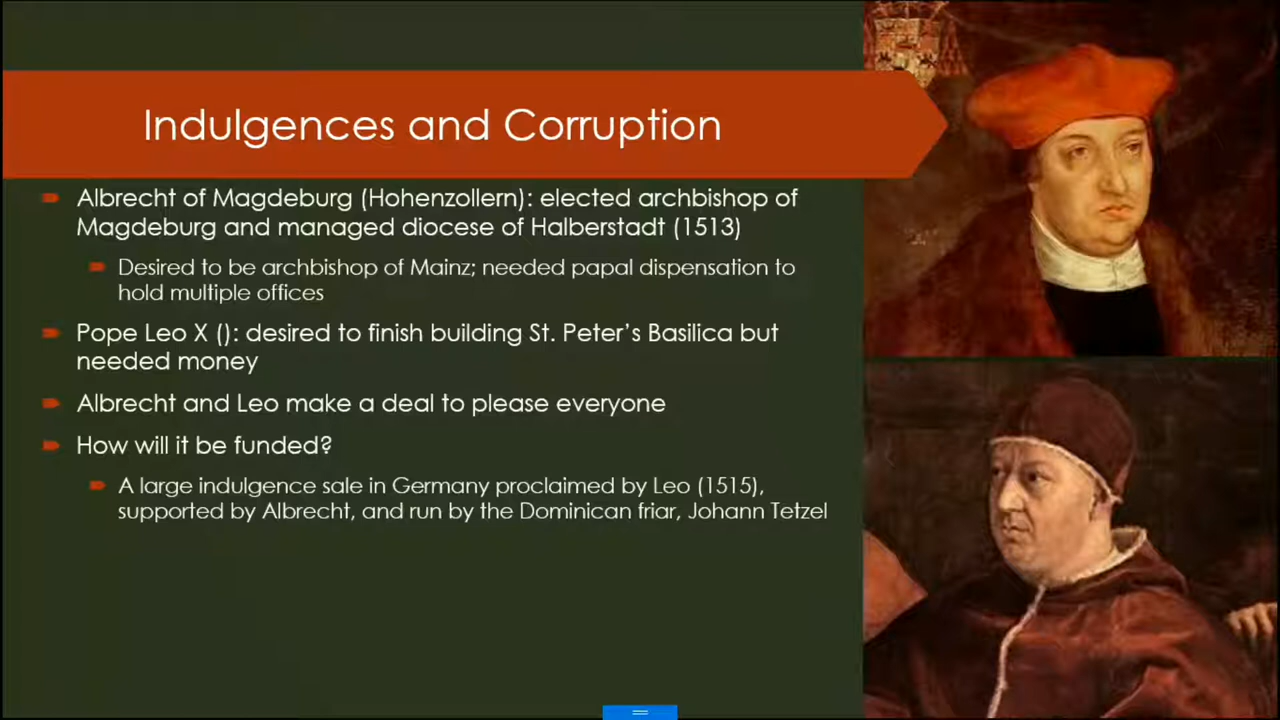 Indulgences and Corruption
Albrecht of Magdeburg (Hohenzollern): elected archbishop of
Magdeburg and managed diocese of Halberstadt (1513)
Desired to be archbishop of Mainz; needed papal dispensation to
hold multiple offices
Pope Leo X (): desired to finish building St. Peter’s Basilica but
needed money
Albrecht and Leo make a deal to please everyone
How will it be funded?
A large indulgence sale in Germany proclaimed by Leo (1515),
supported by Albrecht, and run by the Dominican friar, Johann Tetzel